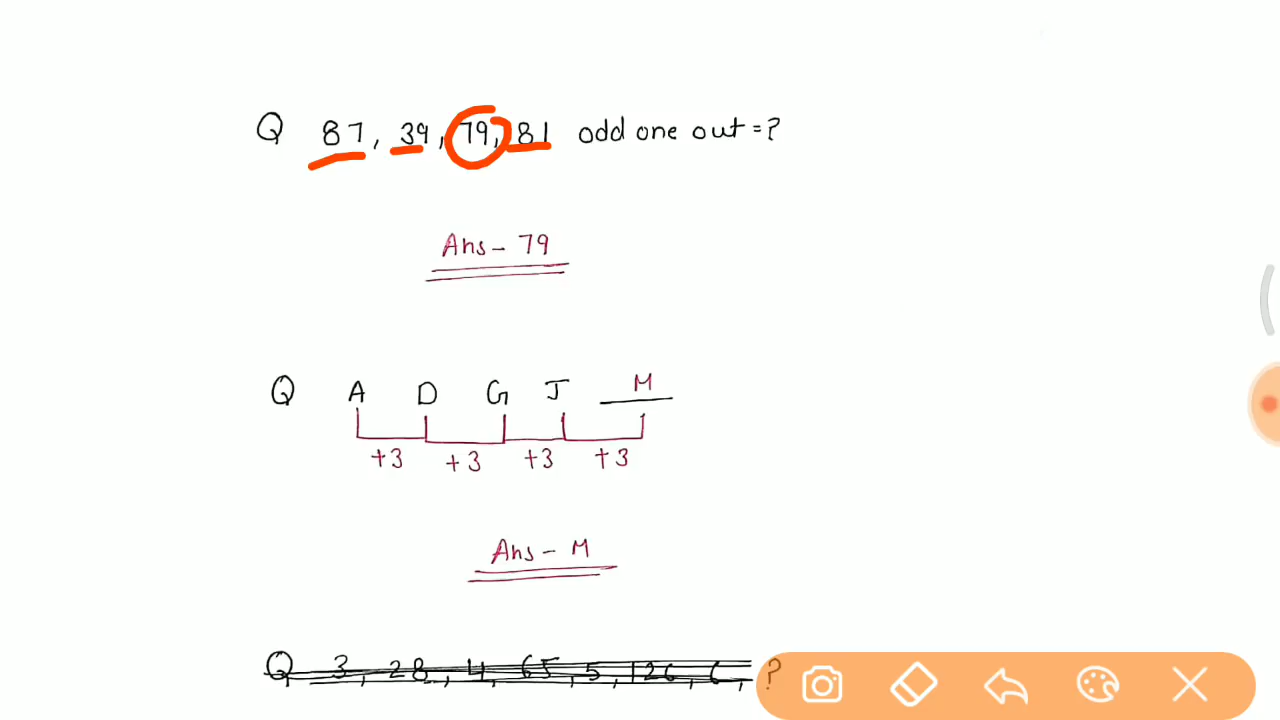 Q 87, 39, 79, 81 odd one out = ?
Ans - 79
Q A D G J M
+3 +3 +3 +3
Ans - M
Q 3, 28, 4, 65, 5, 126, 6, ?